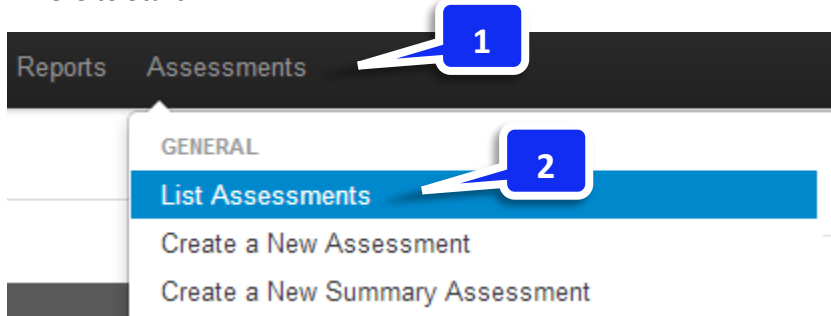 1
Reports Assessments
GENERAL
2
List Assessments
Create a New Assessment
Create a New Summary Assessment